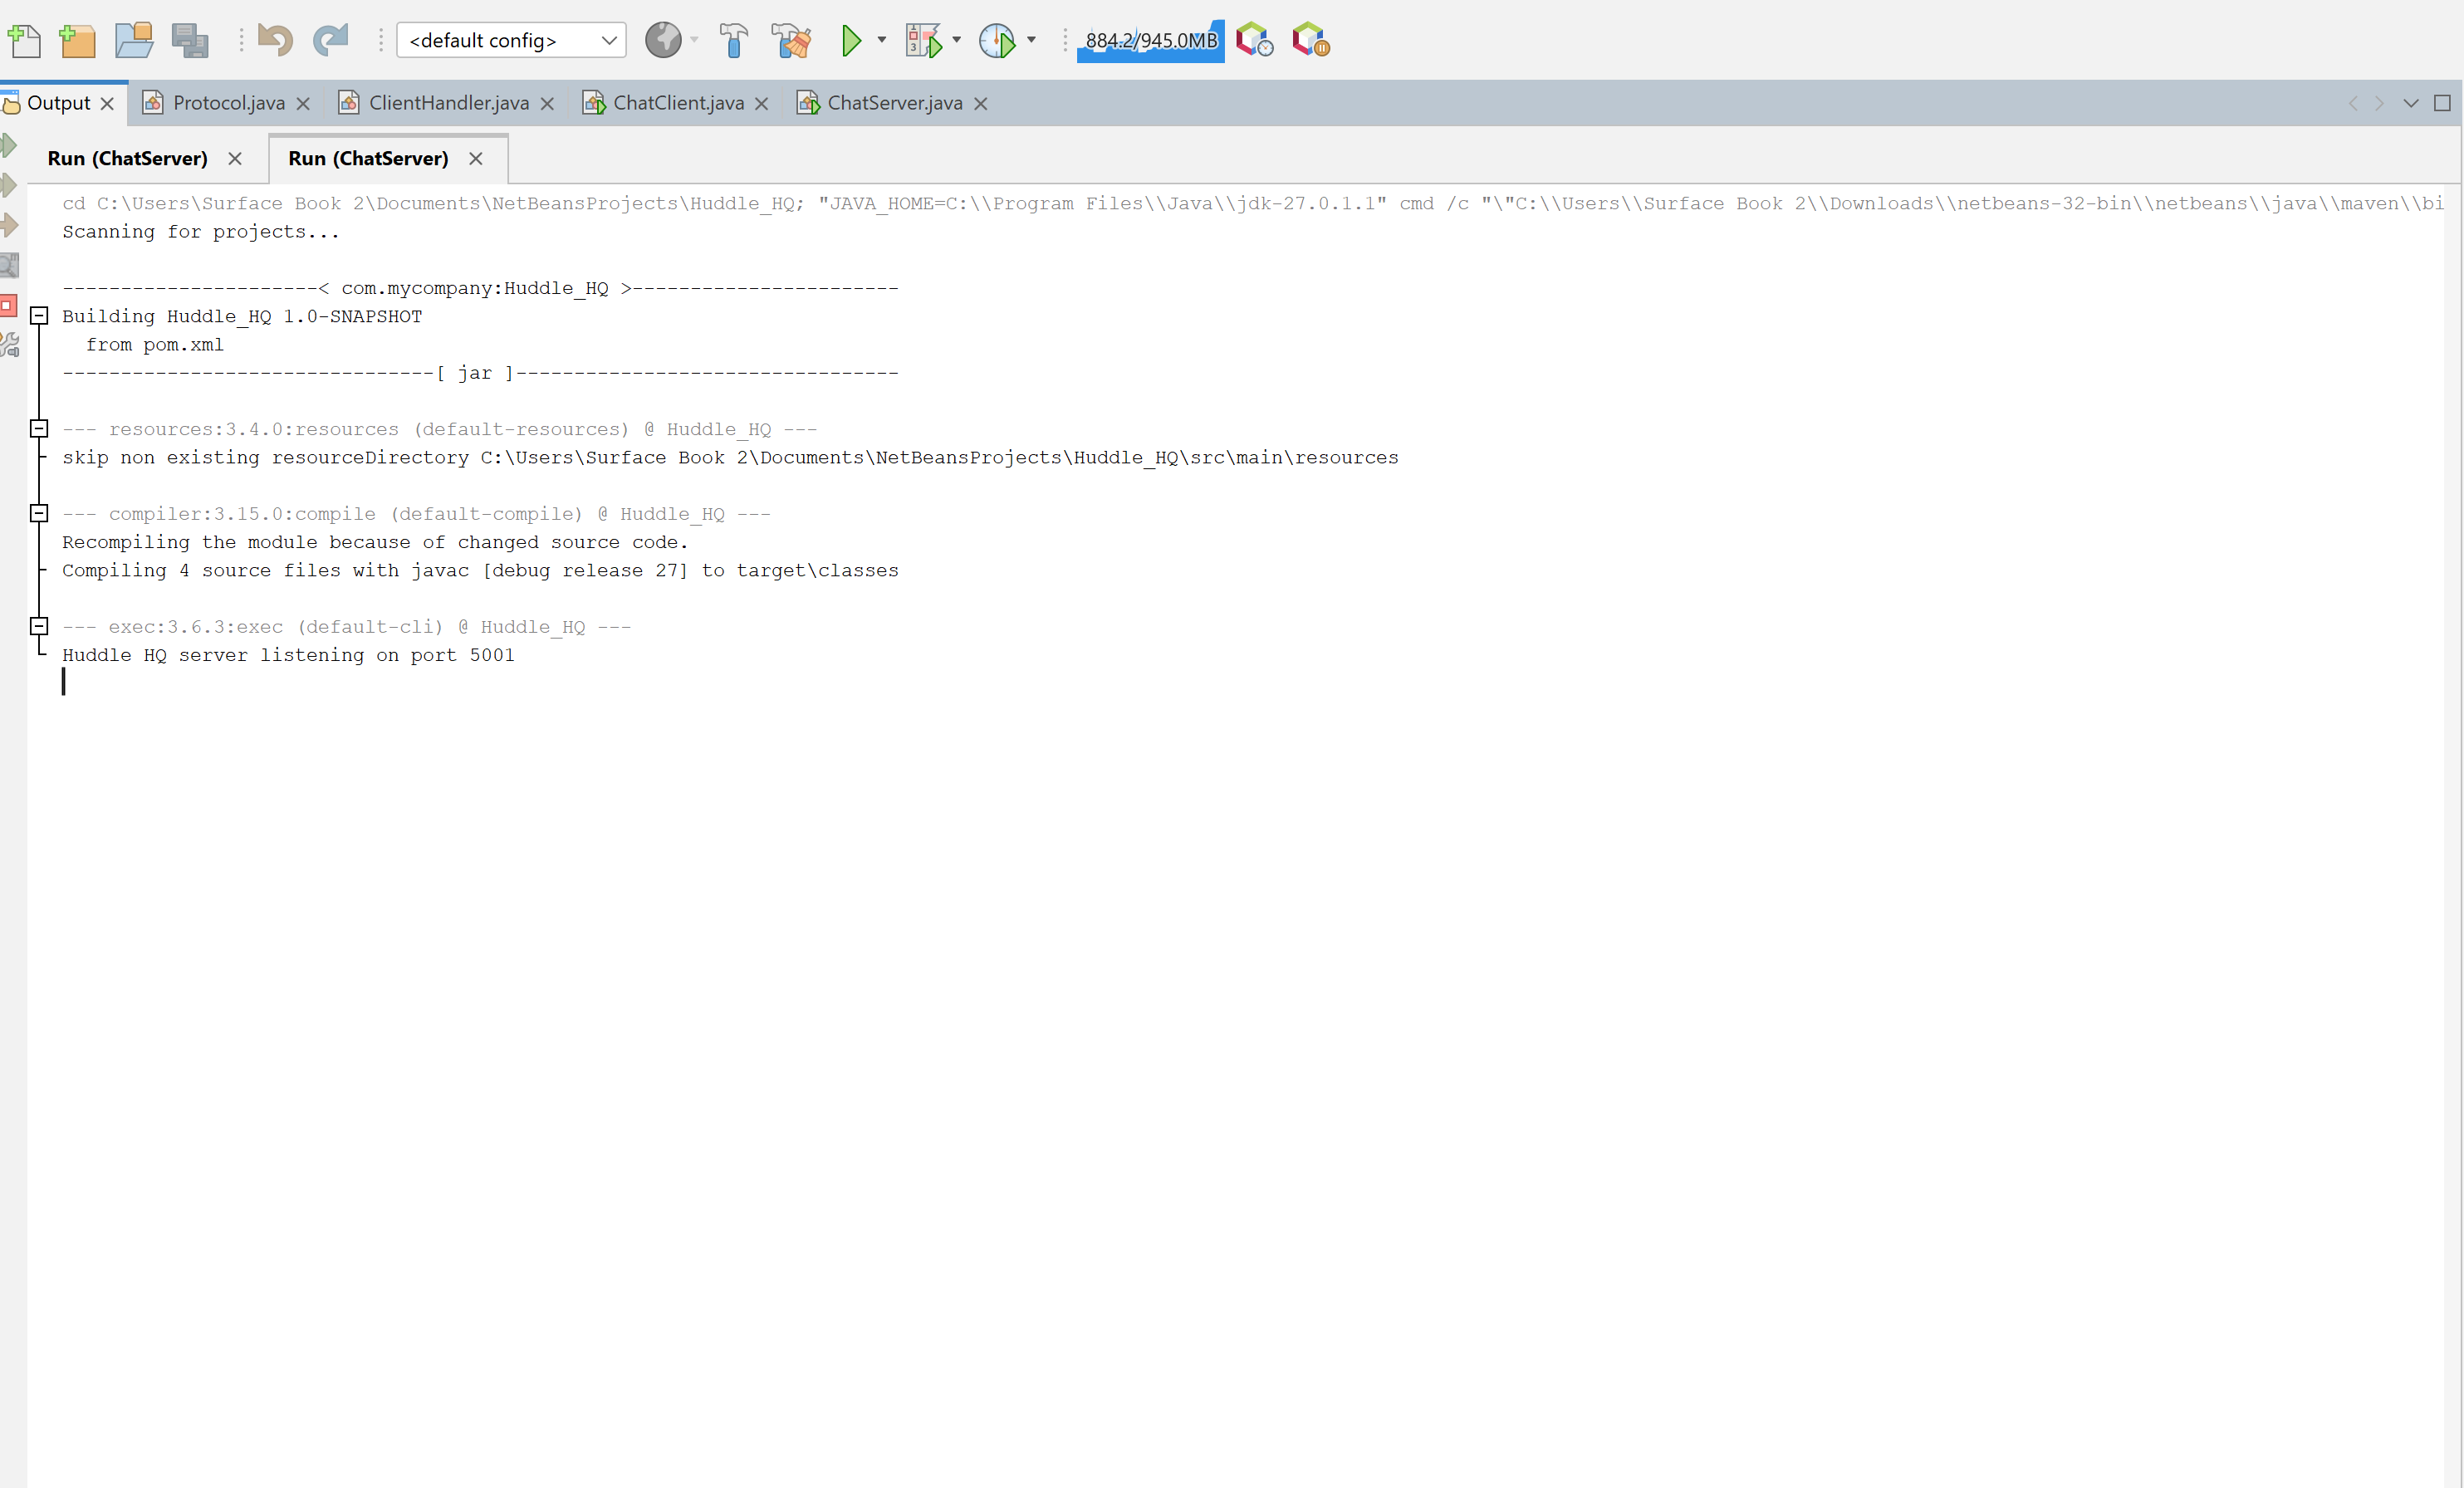 <default config>
884.2/945.0MB
Output Protocol.java ClientHandler.java ChatClient.java ChatServer.java
Run (ChatServer) Run (ChatServer)
cd C:\Users\Surface Book 2\Documents\NetBeansProjects\Huddle_HQ; "JAVA_HOME=C:\\Program Files\\Java\\jdk-27.0.1.1" cmd /c "\"C:\\Users\\Surface Book 2\\Downloads\\netbeans-32-bin\\netbeans\\java\\maven\\bi
Scanning for projects...
----------------------< com.mycompany:Huddle_HQ >-----------------------
Building Huddle_HQ 1.0-SNAPSHOT
from pom.xml
--------------------------------[ jar ]---------------------------------
--- resources:3.4.0:resources (default-resources) @ Huddle_HQ ---
skip non existing resourceDirectory C:\Users\Surface Book 2\Documents\NetBeansProjects\Huddle_HQ\src\main\resources
--- compiler:3.15.0:compile (default-compile) @ Huddle_HQ ---
Recompiling the module because of changed source code.
Compiling 4 source files with javac [debug release 27] to target\classes
--- exec:3.6.3:exec (default-cli) @ Huddle_HQ ---
Huddle HQ server listening on port 5001